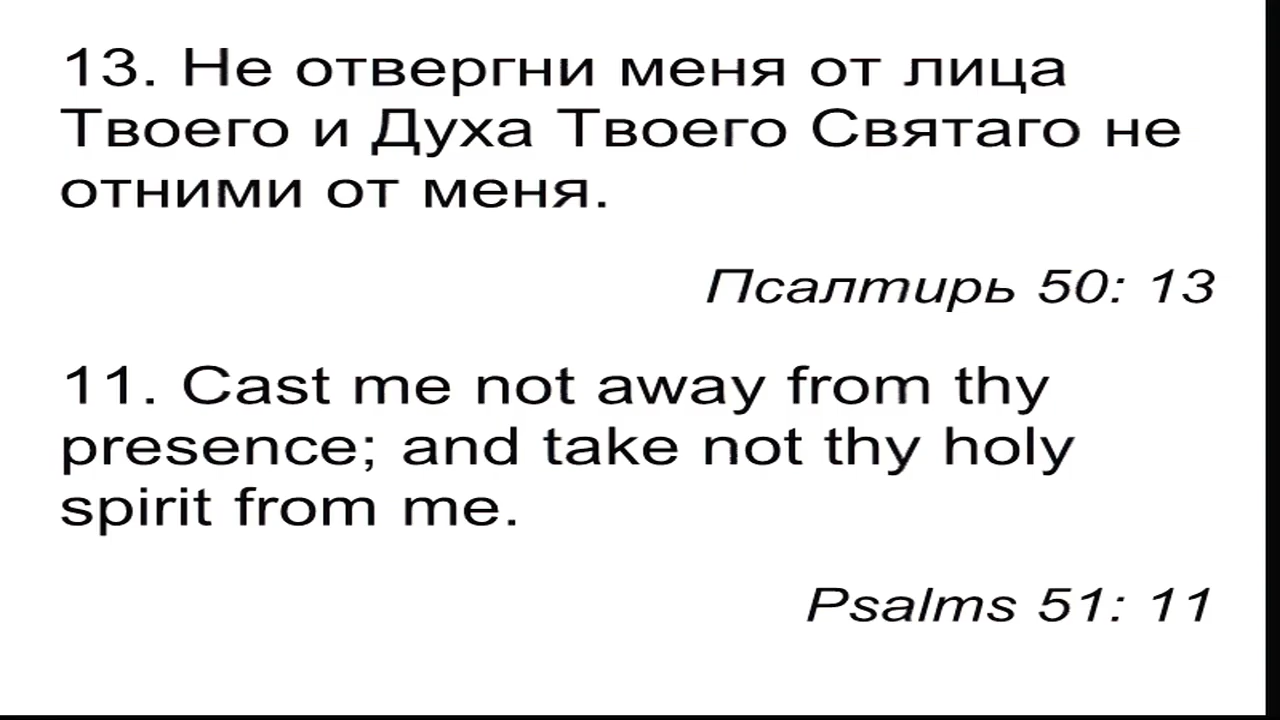 13. Не отвергни меня от лица
Твоего и Духа Твоего Святаго не
отними от меня.
Псалтирь 50: 13
11. Cast me not away from thy
presence; and take not thy holy
spirit from me.
Psalms 51: 11